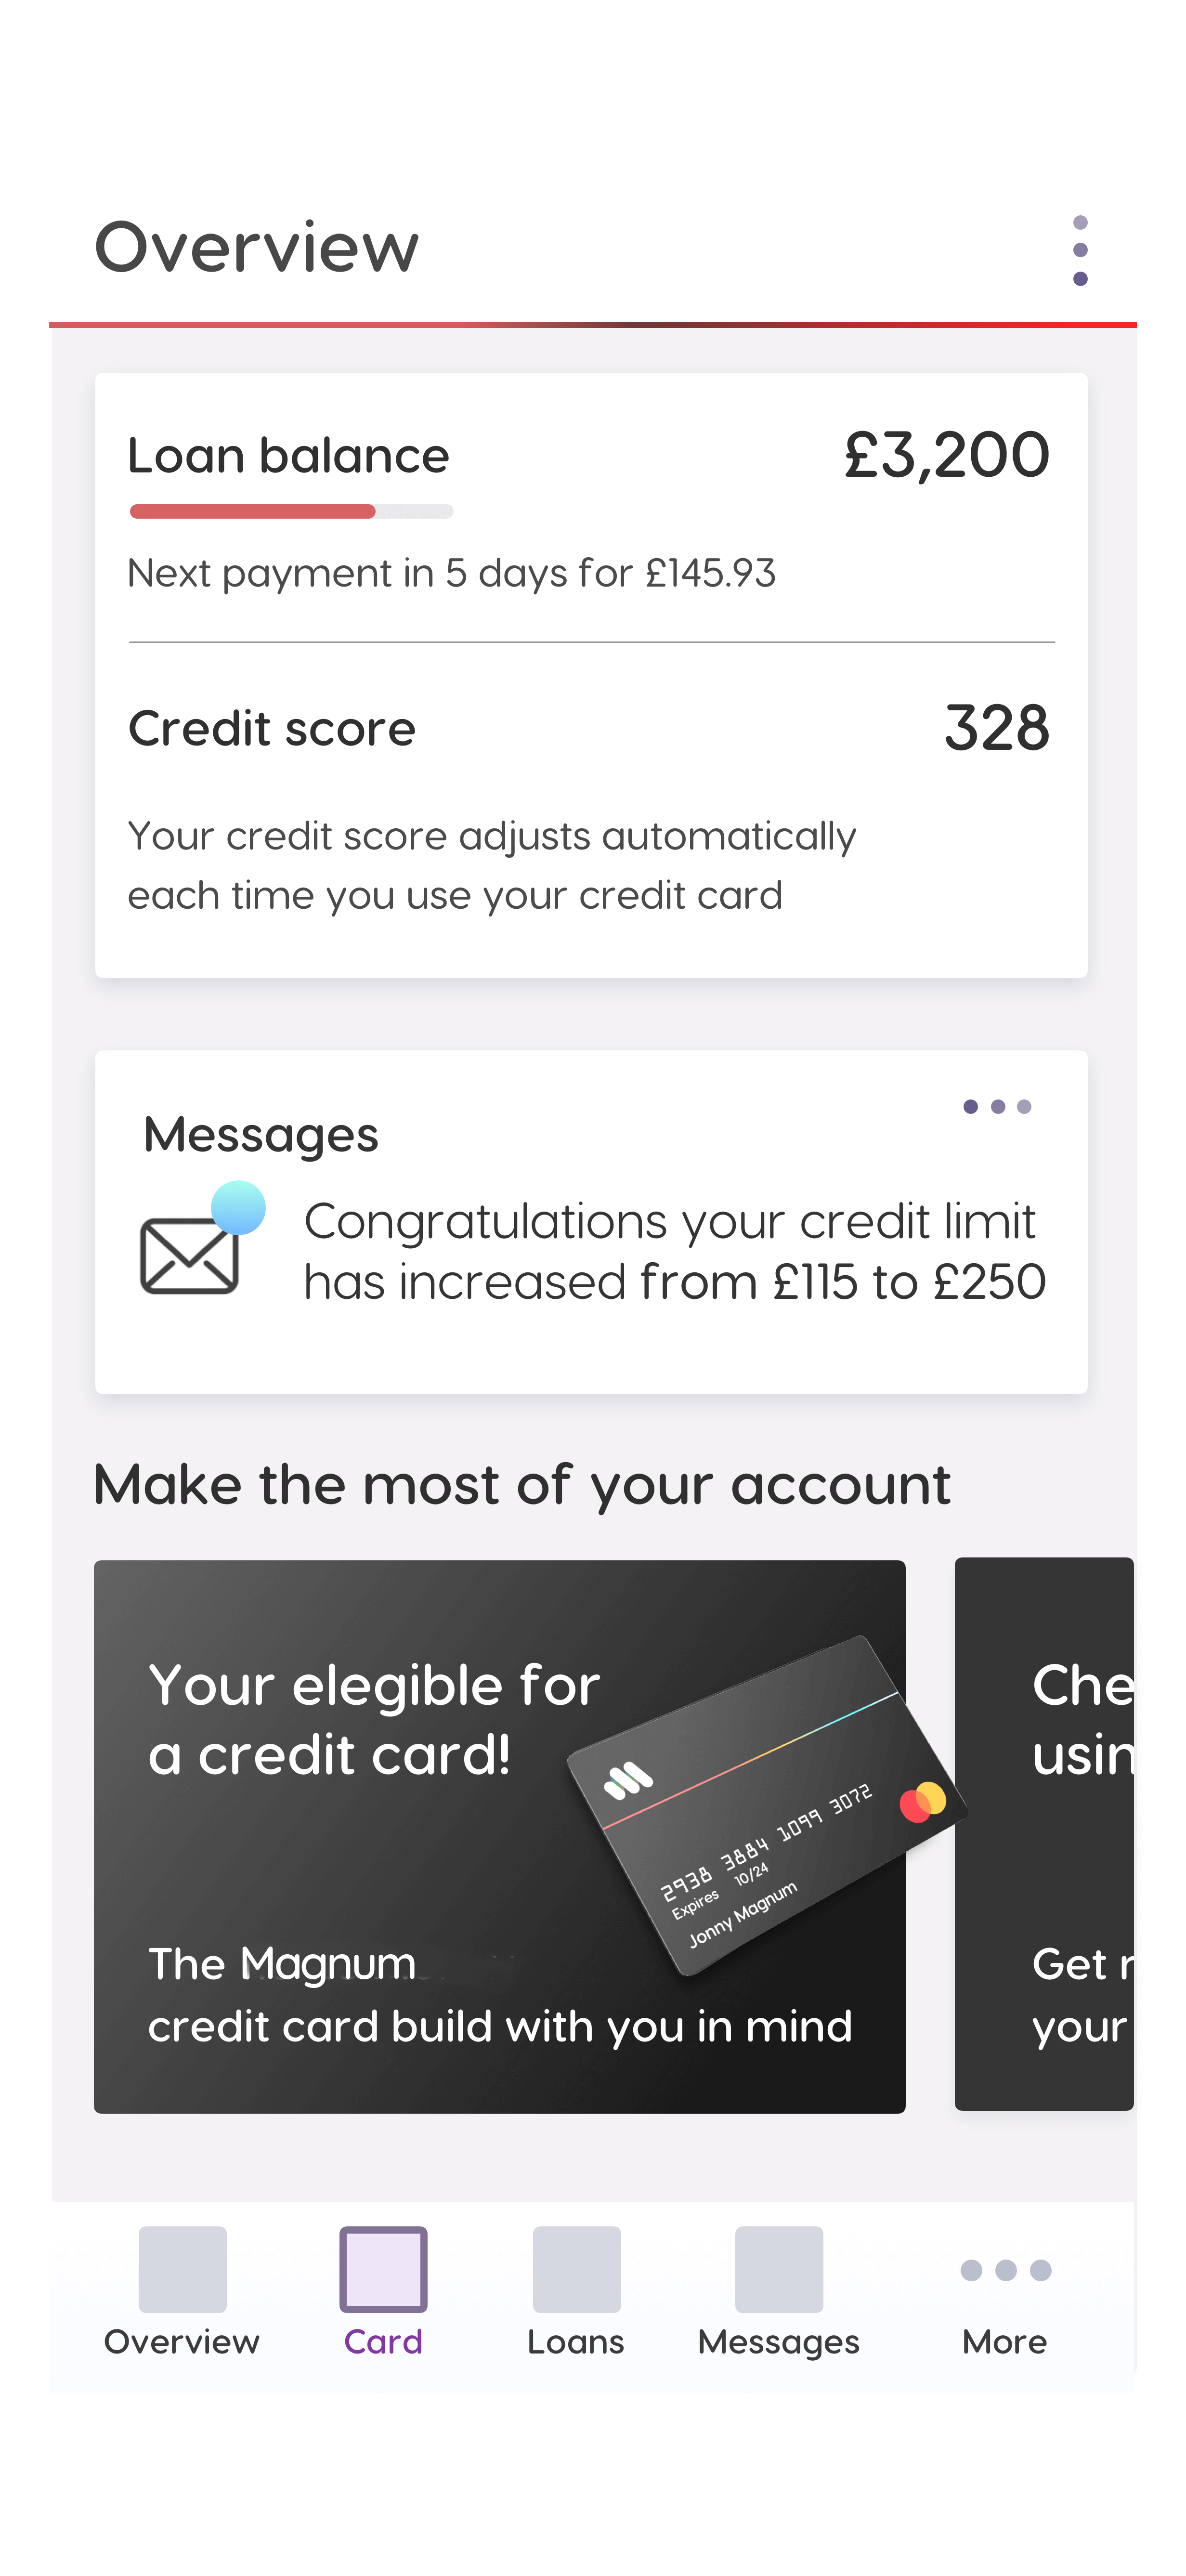 Overview
Loan balance
£3,200
Next payment in 5 days for £145.93
Credit score
328
Your credit score adjusts automatically
each time you use your credit card
Messages
Congratulations your credit limit
has increased from £115 to £250
Make the most of your account
Your elegible for
a credit card!
2938 3884 1099 3072
Expires 10/24
Jonny Magnum
The Magnum
credit card build with you in mind
Che
usin
Get r
your
Overview
Card
Loans
Messages
More